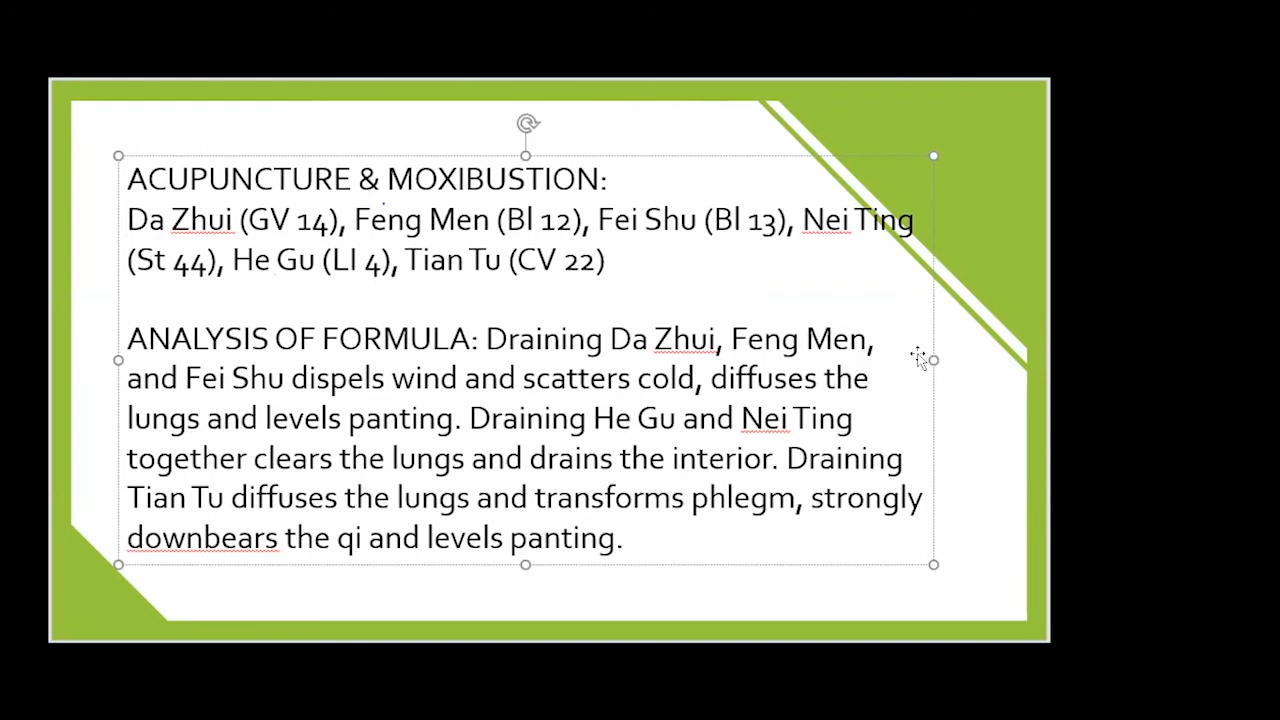 ACUPUNCTURE & MOXIBUSTION:
Da Zhui (GV 14), Feng Men (Bl 12), Fei Shu (Bl 13), Nei Ting
(St 44), He Gu (LI 4), Tian Tu (CV 22)
ANALYSIS OF FORMULA: Draining Da Zhui, Feng Men,
and Fei Shu dispels wind and scatters cold, diffuses the
lungs and levels panting. Draining He Gu and Nei Ting
together clears the lungs and drains the interior. Draining
Tian Tu diffuses the lungs and transforms phlegm, strongly
downbears the qi and levels panting.